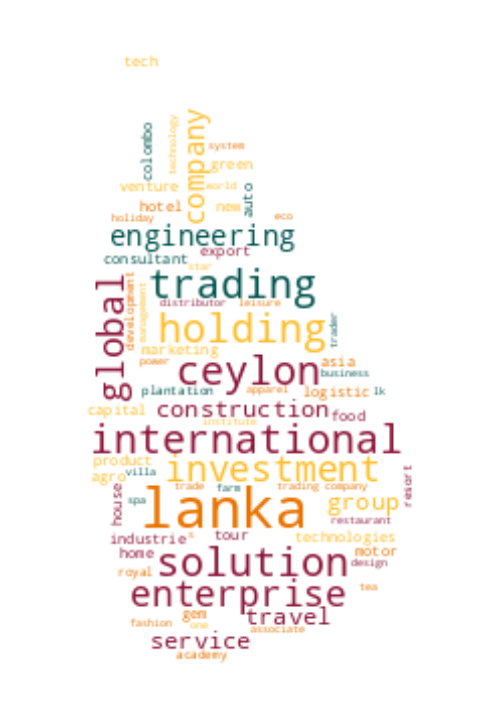 tech
colombo
technology
company
system
green
venture
world
auto
hotel
new
holiday
eco
engineering
export
consultant
star
global
development
management
trading
distributor leisure
holding
trader
marketing
power
ceylon
asia
business
plantation
apparel
logistic
lk
capital
construction
food
institute
international
product
agro
villa
investment
resort
house
spa
trade
farm
trading company
lanka
group
restaurant
industrie
s
tour
technologies
home
solution
motor
design
royal
enterprise
tea
gem
travel
fashion
one
associate
service
academy